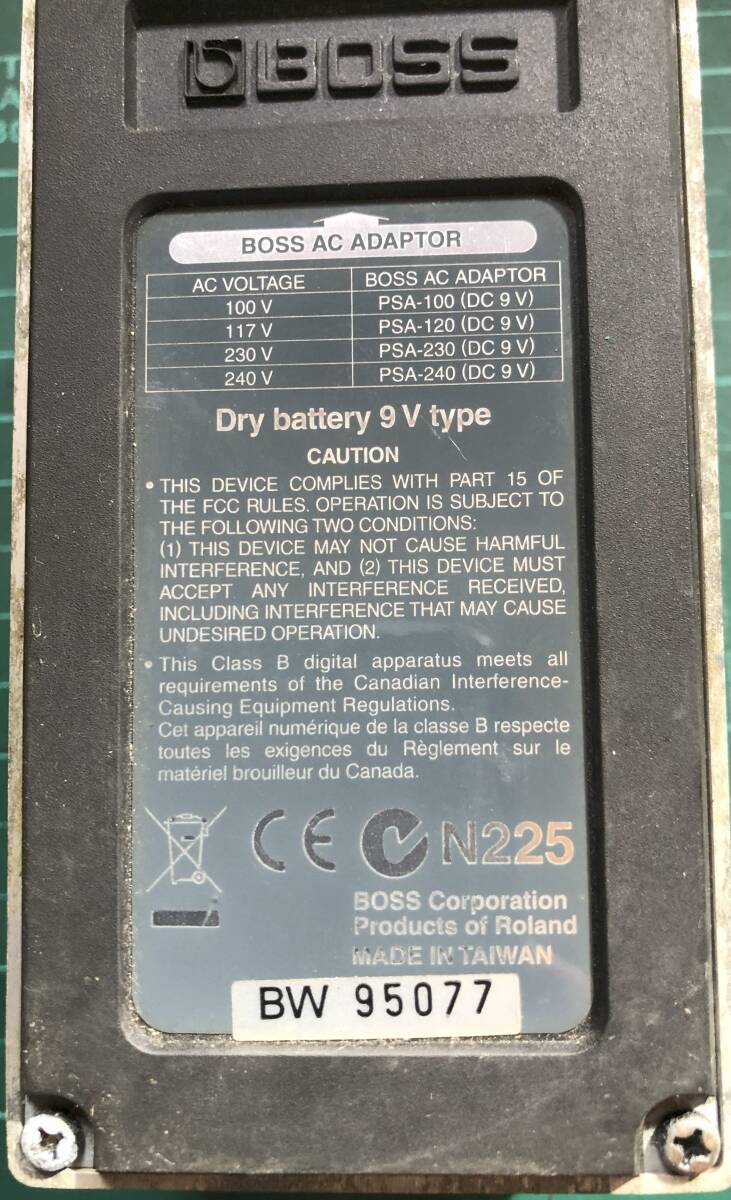 BOSS
BOSS AC ADAPTOR
AC VOLTAGE BOSS AC ADAPTOR
100 V PSA-100 (DC 9 V)
117 V PSA-120 (DC 9 V)
230 V PSA-230 (DC 9 V)
240 V PSA-240 (DC 9 V)
Dry battery 9 V type
CAUTION
• THIS DEVICE COMPLIES WITH PART 15 OF
THE FCC RULES. OPERATION IS SUBJECT TO
THE FOLLOWING TWO CONDITIONS:
(1) THIS DEVICE MAY NOT CAUSE HARMFUL
INTERFERENCE, AND (2) THIS DEVICE MUST
ACCEPT ANY INTERFERENCE RECEIVED,
INCLUDING INTERFERENCE THAT MAY CAUSE
UNDESIRED OPERATION.
• This Class B digital apparatus meets all
requirements of the Canadian Interference-
Causing Equipment Regulations.
Cet appareil numérique de la classe B respecte
toutes les exigences du Règlement sur le
matériel brouilleur du Canada.
CE N225
BOSS Corporation
Products of Roland
MADE IN TAIWAN
BW 95077